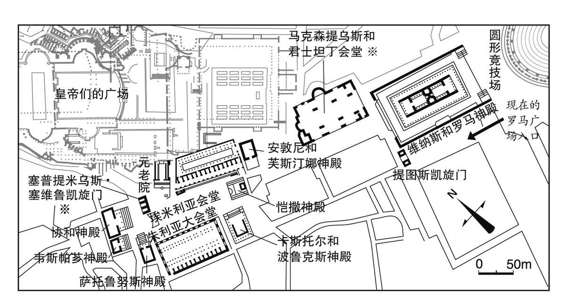 马克森提乌斯和
君士坦丁会堂 ※
圆形竞技场
皇帝们的广场
现在的
罗马广
场入口
维纳斯和罗马神殿
提图斯凯旋门
元老院
安敦尼和
芙斯汀娜神殿
塞普提米乌斯·
塞维鲁凯旋门
※
埃米利亚会堂
恺撒神殿
协和神殿
朱利亚大会堂
韦斯帕芗神殿
卡斯托尔和
波鲁克斯神殿
萨托鲁努斯神殿
N
0 50m